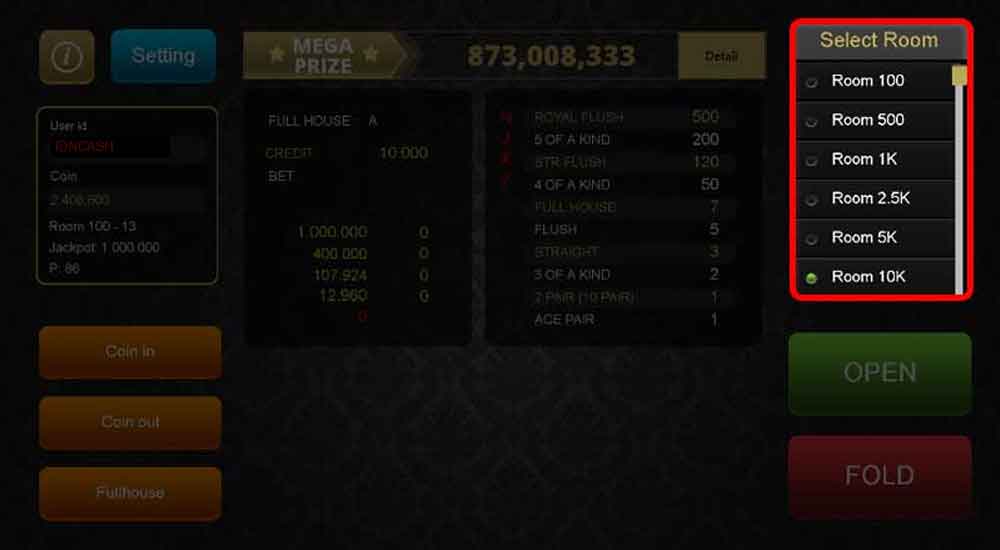 i
Setting
User id
IDNCASH
Coin
2.408,600
Room 100 - 13
Jackpot: 1.000.000
P: 86
Coin in
Coin out
Fullhouse
MEGA
PRIZE
873,008,333
Detail
FULL HOUSE : A
CREDIT 10.000
BET
1.000.000 0
400.000 0
107.924 0
12.960 0
0
ROYAL FLUSH 500
5 OF A KIND 200
STR.FLUSH 120
4 OF A KIND 50
FULL HOUSE 7
FLUSH 5
STRAIGHT 3
3 OF A KIND 2
2 PAIR (10 PAIR) 1
ACE PAIR 1
Select Room
Room 100
Room 500
Room 1K
Room 2.5K
Room 5K
Room 10K
OPEN
FOLD